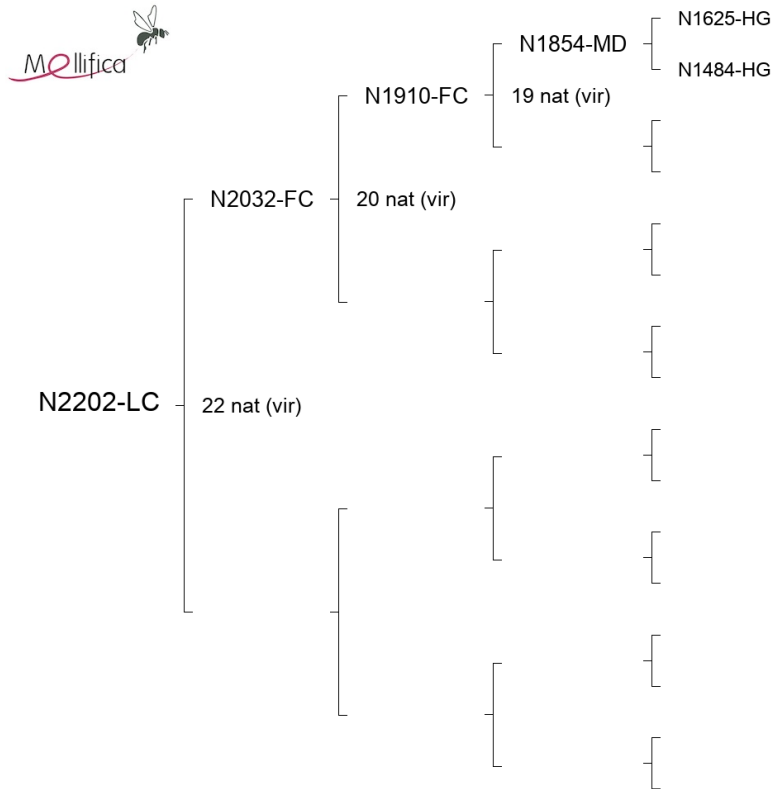 Mellifica
N1625-HG
N1854-MD
N1484-HG
N1910-FC
19 nat (vir)
N2032-FC
20 nat (vir)
N2202-LC
22 nat (vir)